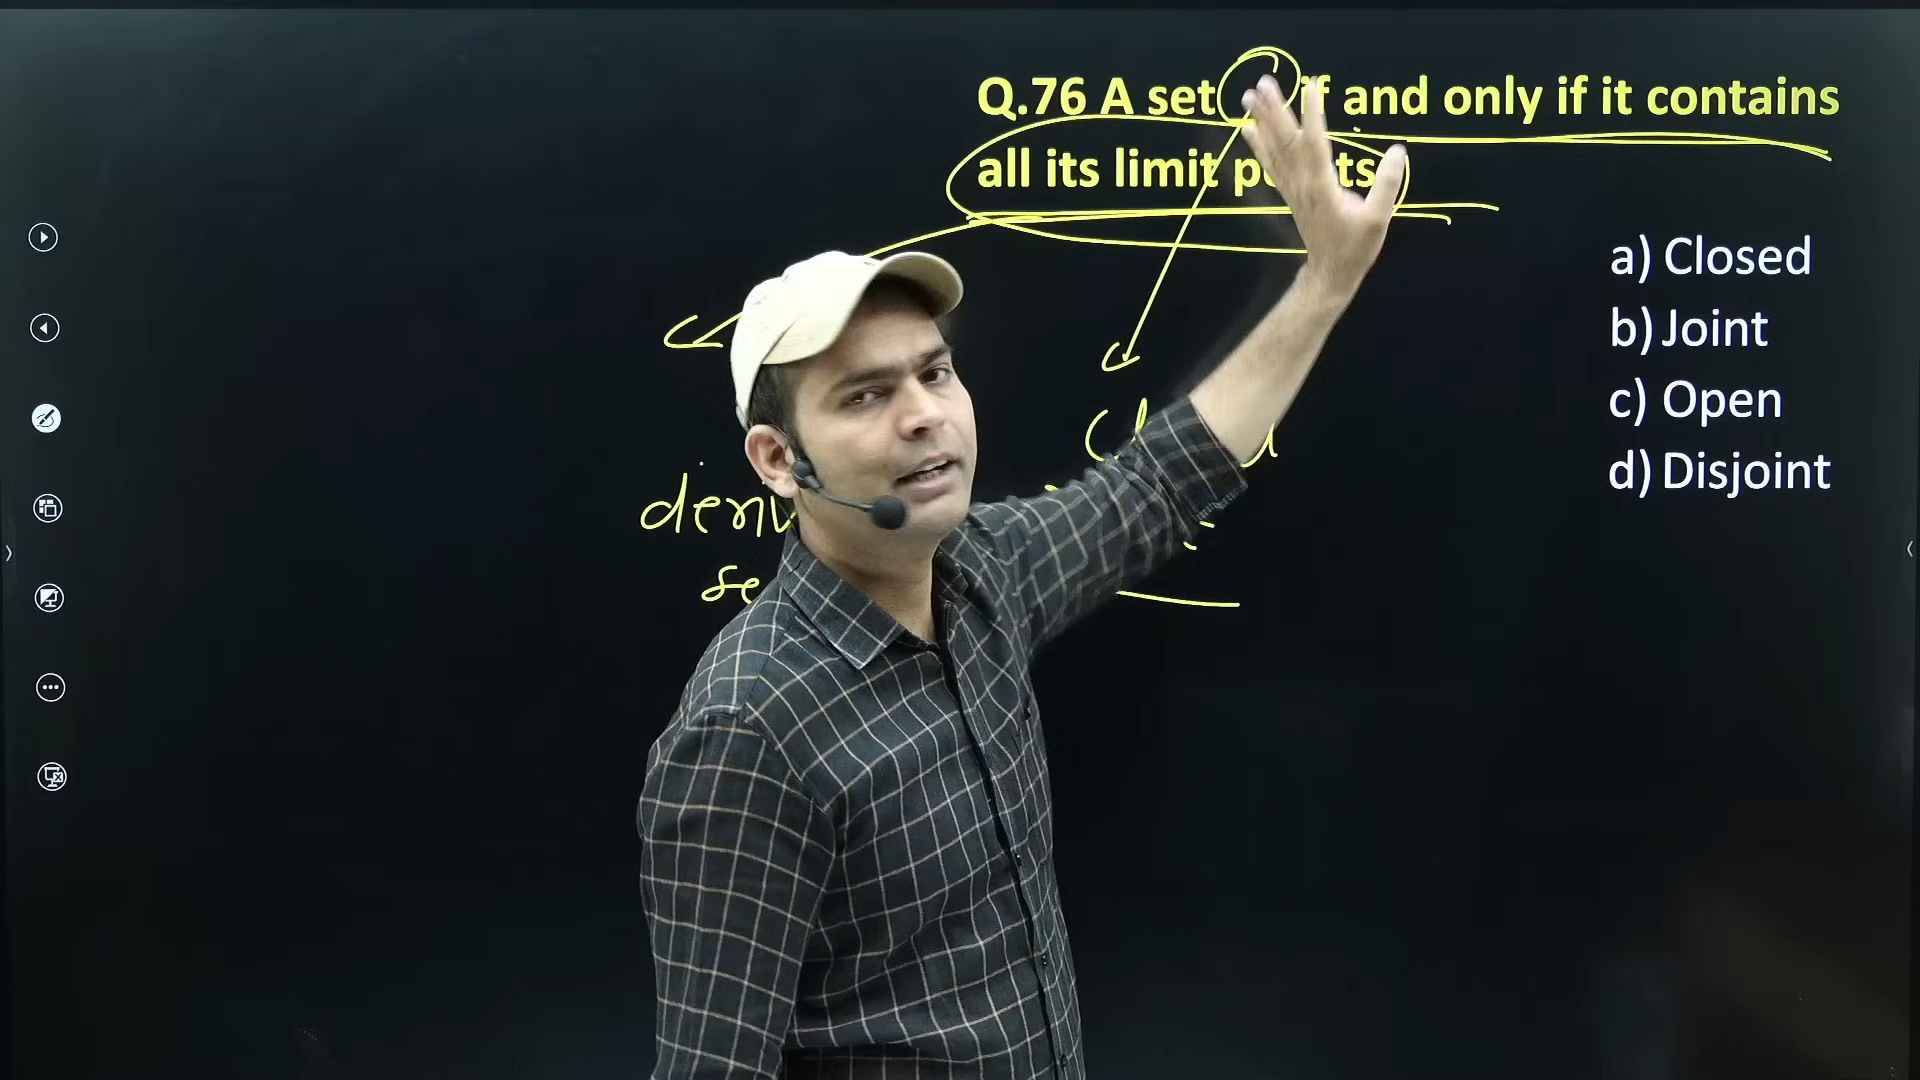 Q.76 A set if and only if it contains
all its limit
a) Closed
b) Joint
c) Open
d) Disjoint